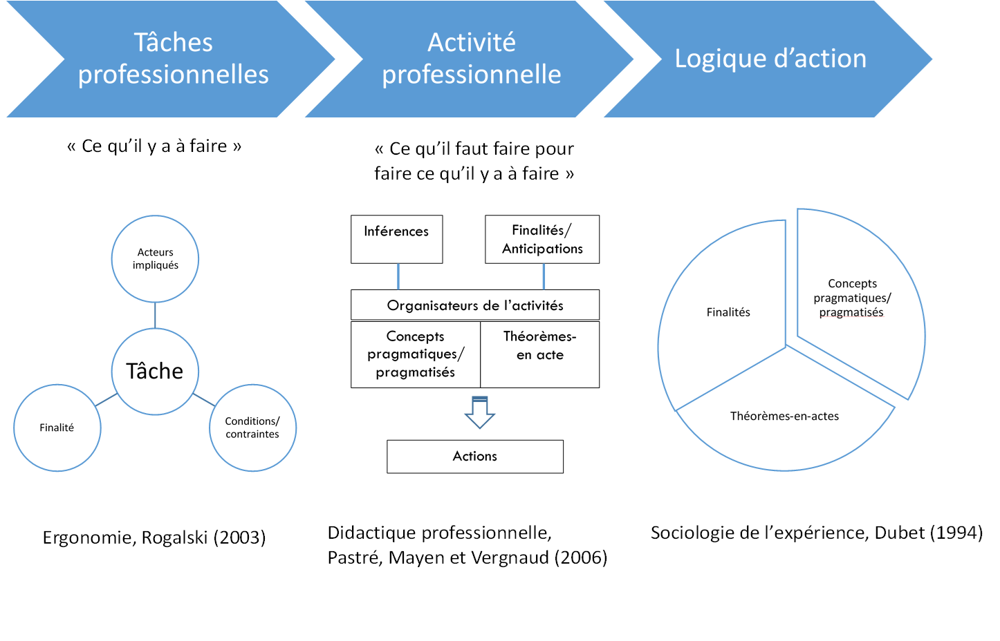 Tâches
professionnelles
Activité
professionnelle
Logique d’action
« Ce qu’il y a à faire »
« Ce qu’il faut faire pour
faire ce qu’il y a à faire »
Acteurs
impliqués
Tâche
Finalité
Conditions/
contraintes
Inférences
Finalités/
Anticipations
Organisateurs de l’activités
Concepts
pragmatiques/
pragmatisés
Théorèmes-
en acte
Actions
Finalités
Concepts
pragmatiques/
pragmatisés
Théorèmes-en-actes
Ergonomie, Rogalski (2003)
Didactique professionnelle,
Pastré, Mayen et Vergnaud (2006)
Sociologie de l’expérience, Dubet (1994)